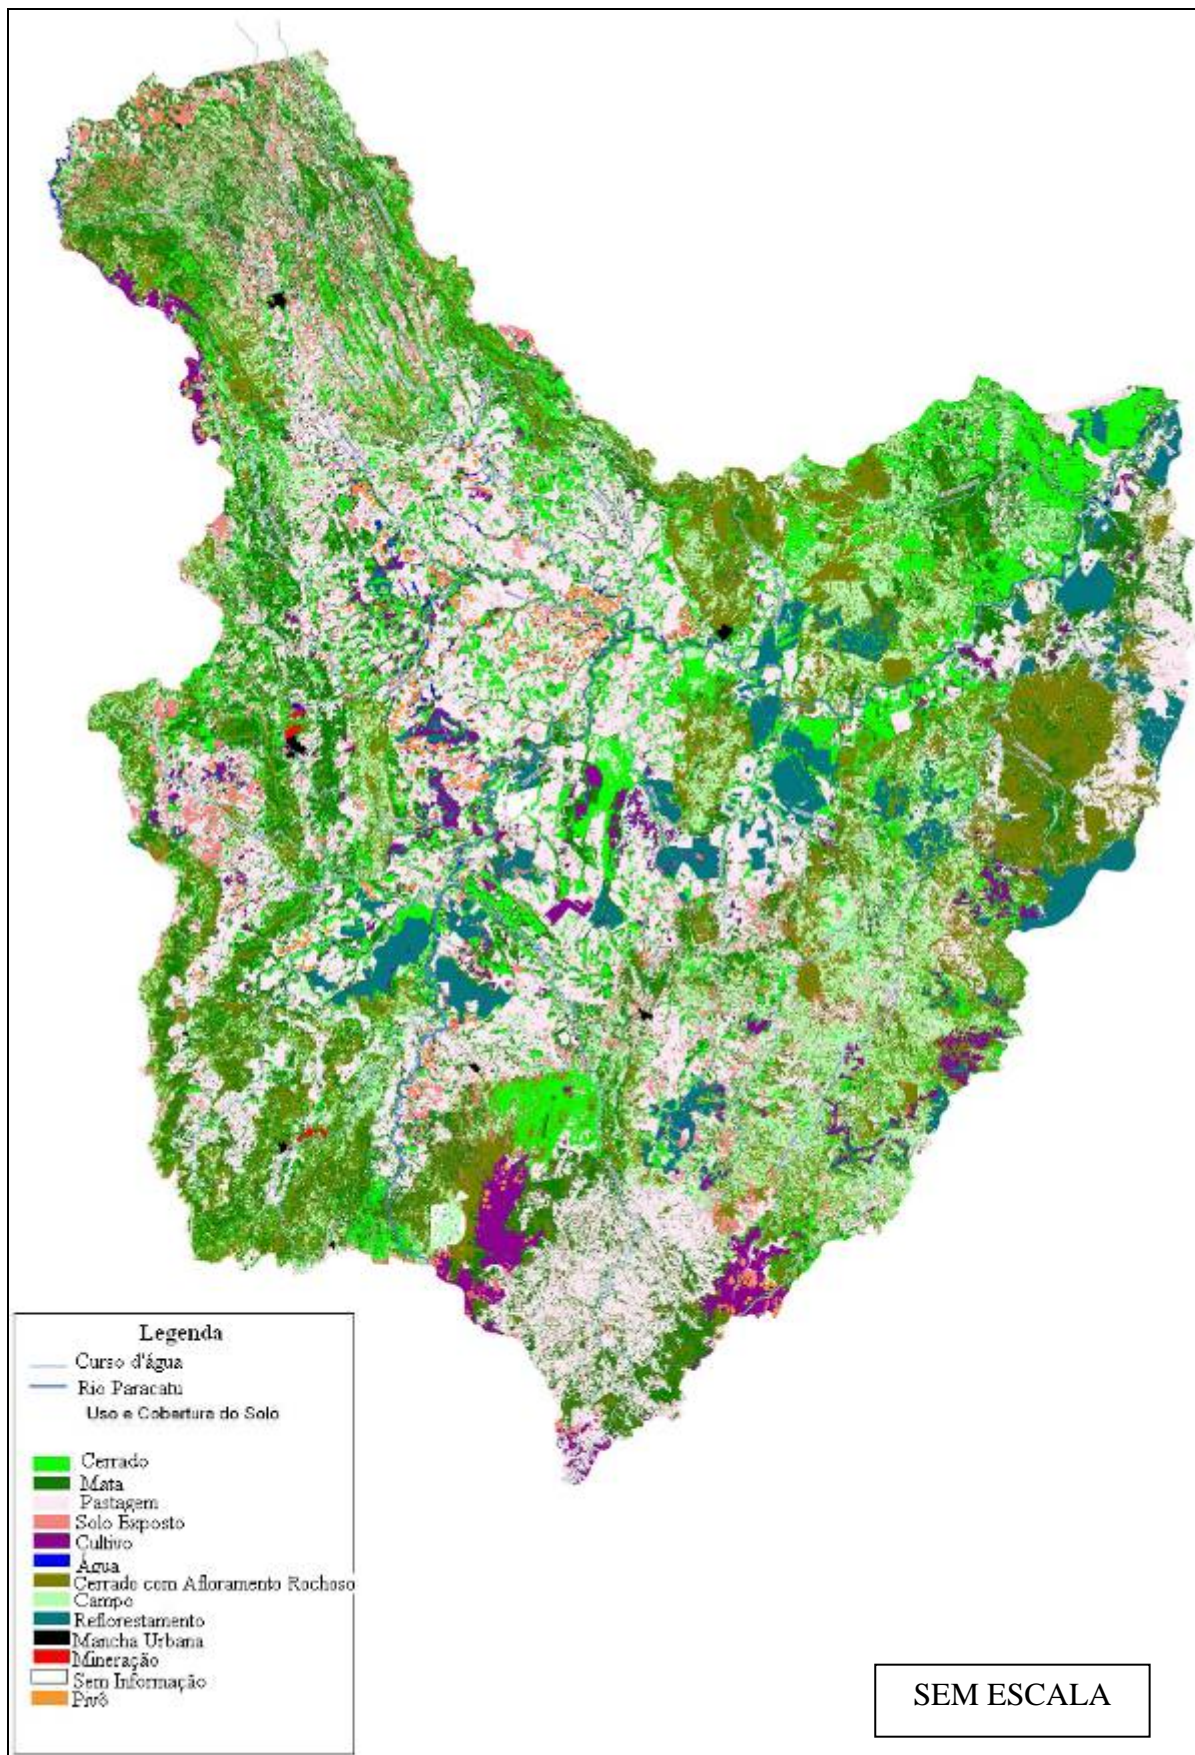 Legenda
Curso d'água
Rio Paracatu
Uso e Cobertura do Solo
Cerrado
Mata
Pastagem
Solo Exposto
Cultivo
Água
Cerrado com Afloramento Rochoso
Campo
Reflorestamento
Mancha Urbana
Mineração
Sem Informação
Pivô
SEM ESCALA